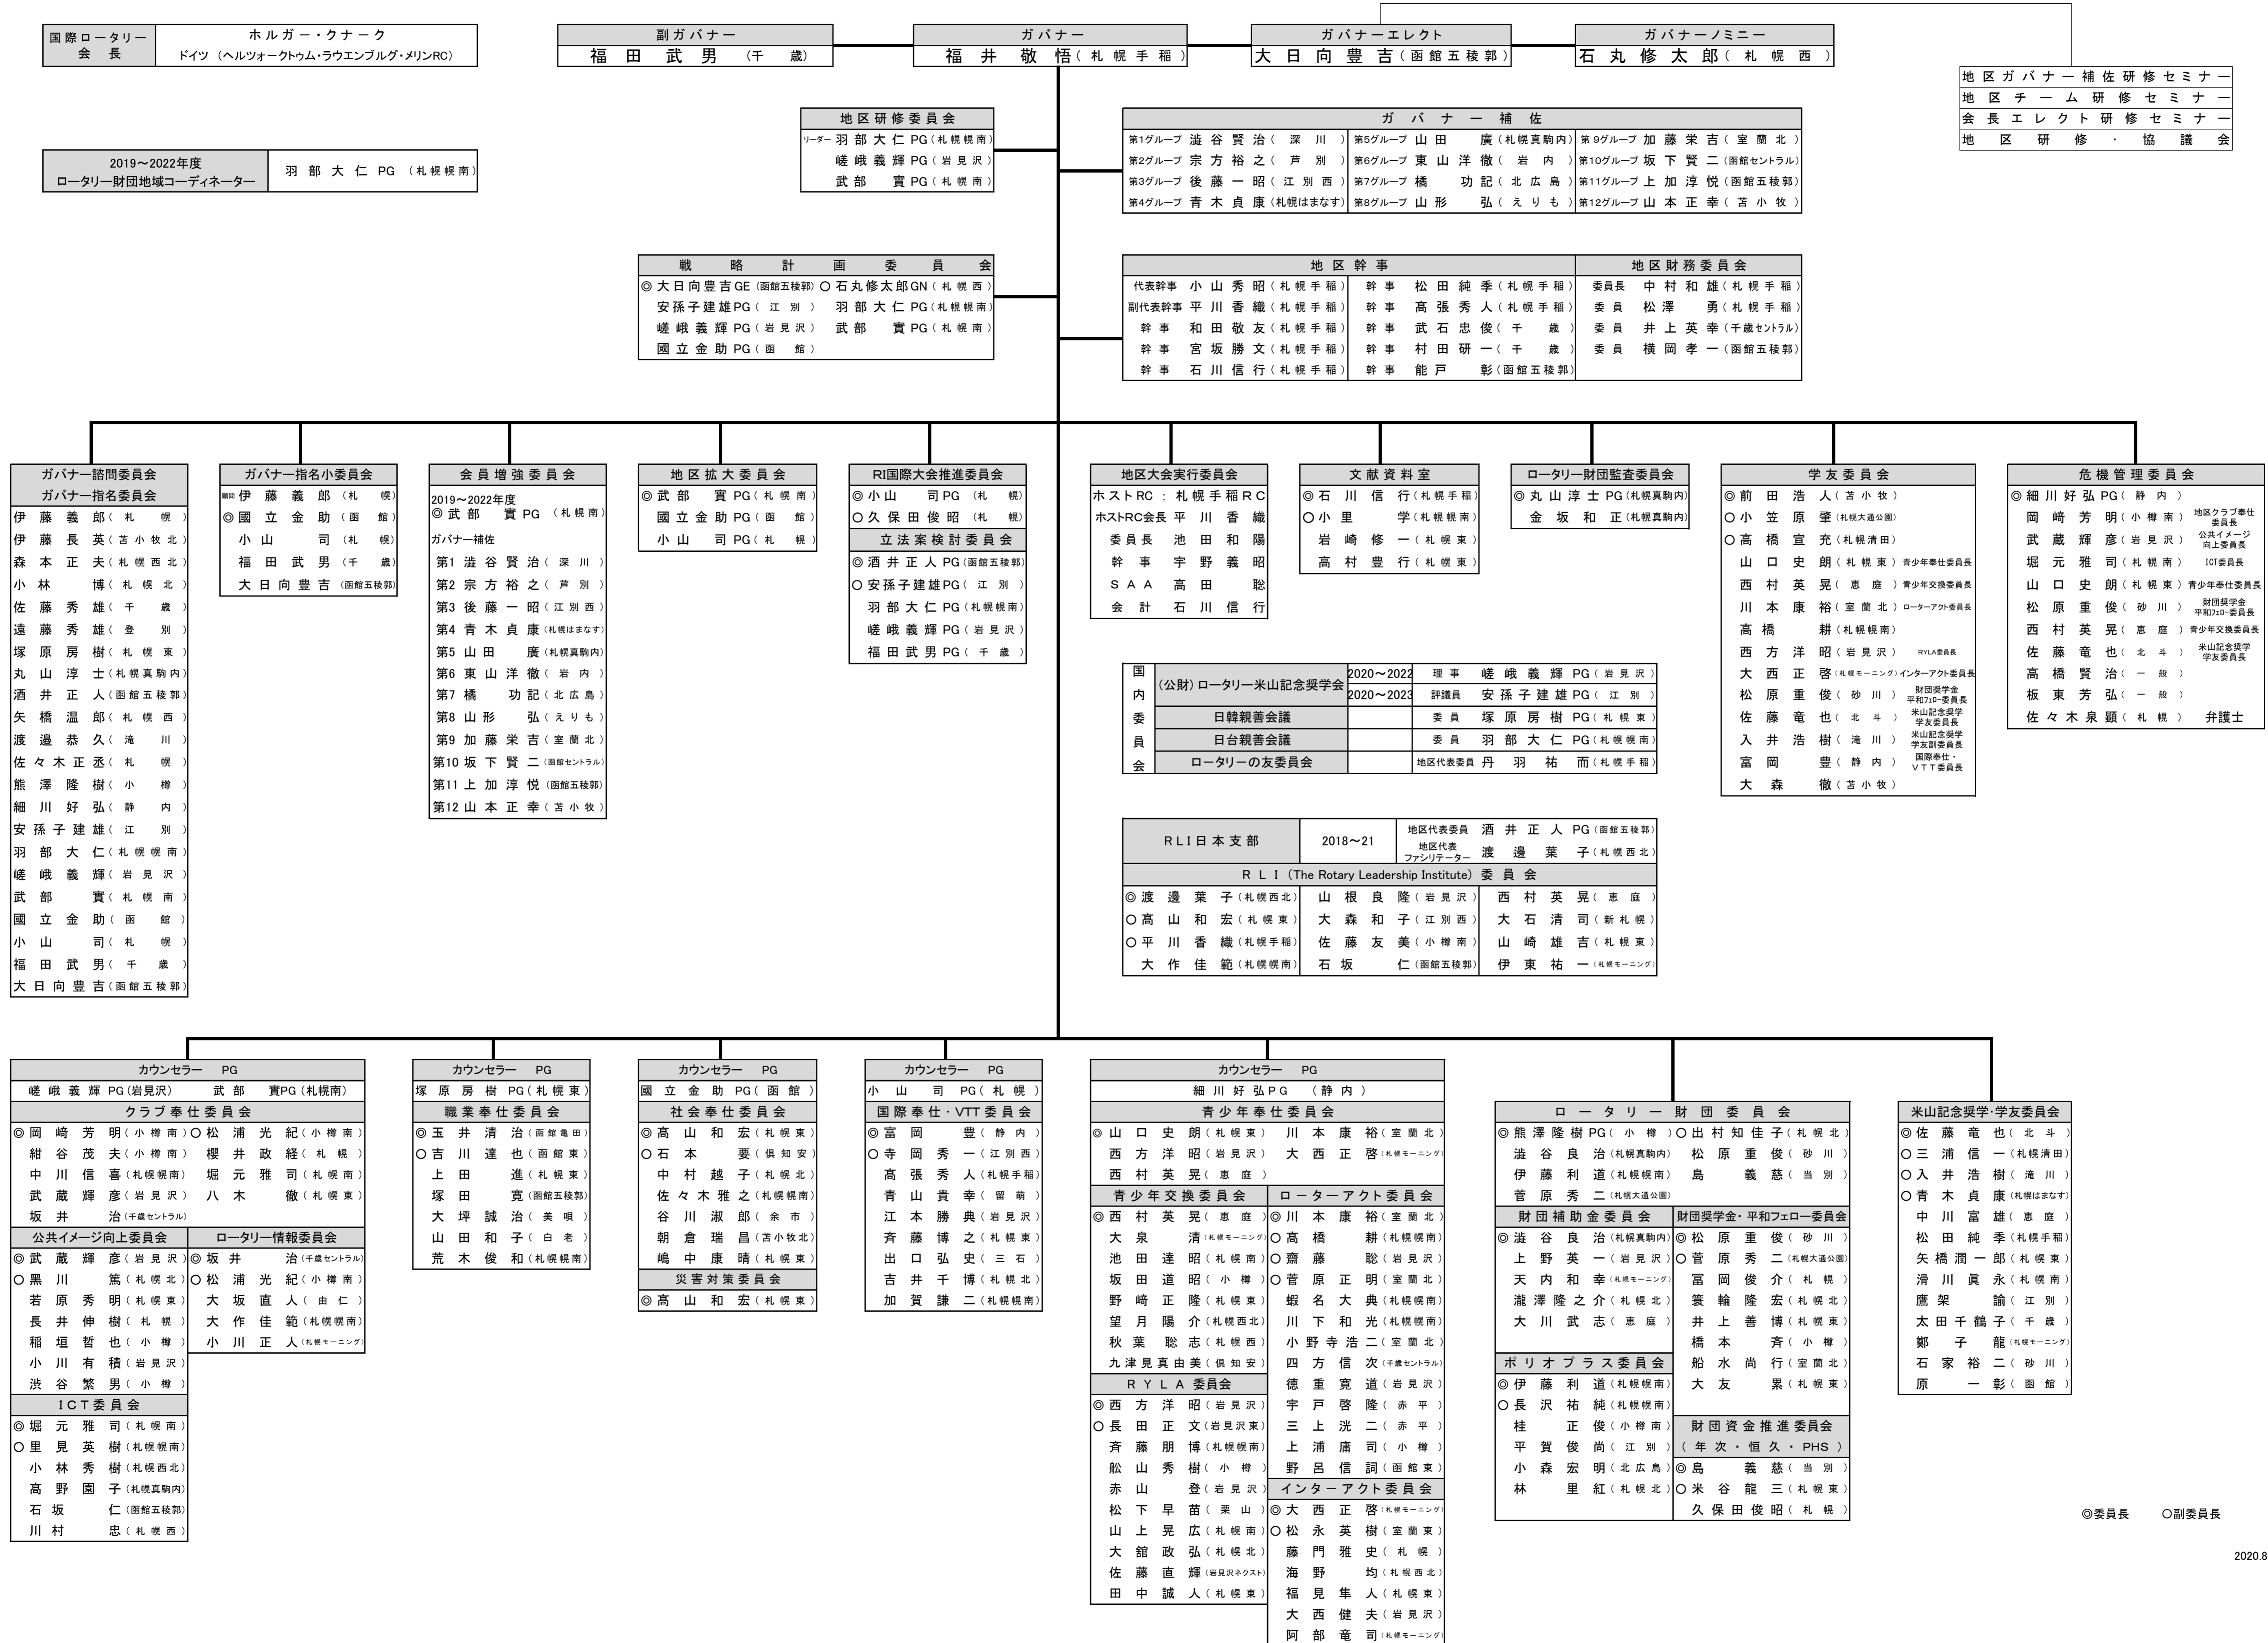 国際ロータリー会長
ホルガー・クナーク
ドイツ（ヘルツォークトゥム・ラウエンブルグ・メリンRC）
副ガバナー
福田武男（千歳）
ガバナー
福井敬悟（札幌手稲）
ガバナーエレクト
大日向豊吉（函館五稜郭）
ガバナーノミニー
石丸修太郎（札幌西）
地区ガバナー補佐研修セミナー
地区チーム研修セミナー
会長エレクト研修セミナー
地区研修・協議会
2019～2022年度
ロータリー財団地域コーディネーター
羽部大仁 PG（札幌幌南）
地区研修委員会
リーダー 羽部大仁 PG（札幌幌南）
嵯峨義輝 PG（岩見沢）
武部實 PG（札幌南）
ガバナー補佐
第1グループ 澁谷賢治（深川） 第5グループ 山田廣（札幌真駒内） 第9グループ 加藤栄吉（室蘭北）
第2グループ 宗方裕之（芦別） 第6グループ 東山洋徹（岩内） 第10グループ 坂下賢二（函館セントラル）
第3グループ 後藤一昭（江別西） 第7グループ 橘功記（北広島） 第11グループ 上加淳悦（函館五稜郭）
第4グループ 青木貞康（札幌はまなす） 第8グループ 山形弘（えりも） 第12グループ 山本正幸（苫小牧）
戦略計画委員会
◎大日向豊吉GE（函館五稜郭） ○石丸修太郎GN（札幌西）
安孫子建雄PG（江別） 羽部大仁PG（札幌幌南）
嵯峨義輝PG（岩見沢） 武部實PG（札幌南）
國立金助PG（函館）
地区幹事
代表幹事 小山秀昭（札幌手稲） 幹事 松田純季（札幌手稲）
副代表幹事 平川香織（札幌手稲） 幹事 髙張秀人（札幌手稲）
幹事 和田敬友（札幌手稲） 幹事 武石忠俊（千歳）
幹事 宮坂勝文（札幌手稲） 幹事 村田研一（千歳）
幹事 石川信行（札幌手稲） 幹事 能戸彰（函館五稜郭）
地区財務委員会
委員長 中村和雄（札幌手稲）
委員 松澤勇（札幌手稲）
委員 井上英幸（千歳セントラル）
委員 横岡孝一（函館五稜郭）
ガバナー諮問委員会
ガバナー指名委員会
伊藤義郎（札幌）
伊藤長英（苫小牧北）
森本正夫（札幌西北）
小林博（札幌北）
佐藤秀雄（千歳）
遠藤秀雄（登別）
塚原房樹（札幌東）
丸山淳士（札幌真駒内）
酒井正人（函館五稜郭）
矢橋温郎（札幌西）
渡邉恭久（滝川）
佐々木正丞（札幌）
熊澤隆樹（小樽）
細川好弘（静内）
安孫子建雄（江別）
羽部大仁（札幌幌南）
嵯峨義輝（岩見沢）
武部實（札幌南）
國立金助（函館）
小山司（札幌）
福田武男（千歳）
大日向豊吉（函館五稜郭）
ガバナー指名小委員会
顧問 伊藤義郎（札幌）
◎國立金助（函館）
小山司（札幌）
福田武男（千歳）
大日向豊吉（函館五稜郭）
会員増強委員会
2019～2022年度
◎武部實PG（札幌南）
ガバナー補佐
第1 澁谷賢治（深川）
第2 宗方裕之（芦別）
第3 後藤一昭（江別西）
第4 青木貞康（札幌はまなす）
第5 山田廣（札幌真駒内）
第6 東山洋徹（岩内）
第7 橘功記（北広島）
第8 山形弘（えりも）
第9 加藤栄吉（室蘭北）
第10 坂下賢二（函館セントラル）
第11 上加淳悦（函館五稜郭）
第12 山本正幸（苫小牧）
地区拡大委員会
◎武部實PG（札幌南）
國立金助PG（函館）
小山司PG（札幌）
RI国際大会推進委員会
◎小山司PG（札幌）
○久保田俊昭（札幌）
立法案検討委員会
◎酒井正人PG（函館五稜郭）
○安孫子建雄PG（江別）
羽部大仁PG（札幌幌南）
嵯峨義輝PG（岩見沢）
福田武男PG（千歳）
地区大会実行委員会
ホストRC：札幌手稲RC
ホストRC会長 平川香織
委員長 池田和陽
幹事 宇野義昭
SAA 高田聡
会計 石川信行
文献資料室
◎石川信行（札幌手稲）
○小里学（札幌幌南）
岩崎修一（札幌東）
高村豊行（札幌東）
ロータリー財団監査委員会
◎丸山淳士PG（札幌真駒内）
金坂和正（札幌真駒内）
学友委員会
◎前田浩人（苫小牧）
○小笠原肇（札幌大通公園）
○高橋宣充（札幌清田）
山口史朗（札幌東）青少年奉仕委員長
西村英晃（恵庭）青少年交換委員長
川本康裕（室蘭北）ローターアクト委員長
高橋耕（札幌幌南）
西方洋昭（岩見沢）RYLA委員長
大西正啓（札幌モーニング）インターアクト委員長
松原重俊（砂川）財団奨学金平和フェロー委員長
佐藤竜也（北斗）米山記念奨学学友委員長
入井浩樹（滝川）米山記念奨学学友副委員長
富岡豊（静内）国際奉仕・VTT委員長
大森徹（苫小牧）
危機管理委員会
◎細川好弘PG（静内）
岡﨑芳明（小樽南）地区クラブ奉仕委員長
武蔵輝彦（岩見沢）公共イメージ向上委員長
堀元雅司（札幌南）ICT委員長
山口史朗（札幌東）青少年奉仕委員長
松原重俊（砂川）財団奨学金平和フェロー委員長
西村英晃（恵庭）青少年交換委員長
佐藤竜也（北斗）米山記念奨学学友委員長
高橋賢治（一般）
板東芳弘（一般）
佐々木泉顕（札幌）弁護士
国内委員会
（公財）ロータリー米山記念奨学会
2020～2022 理事 嵯峨義輝PG（岩見沢）
2020～2023 評議員 安孫子建雄PG（江別）
日韓親善会議 委員 塚原房樹PG（札幌東）
日台親善会議 委員 羽部大仁PG（札幌幌南）
ロータリーの友委員会 地区代表委員 丹羽祐而（札幌手稲）
RLI日本支部 2018～21
地区代表委員 酒井正人PG（函館五稜郭）
地区代表ファシリテーター 渡邊葉子（札幌西北）
RLI（The Rotary Leadership Institute）委員会
◎渡邊葉子（札幌西北） 山根良隆（岩見沢） 西村英晃（恵庭）
○髙山和宏（札幌東） 大森和子（江別西） 大石清司（新札幌）
○平川香織（札幌手稲） 佐藤友美（小樽南） 山崎雄吉（札幌東）
大作佳範（札幌幌南） 石坂仁（函館五稜郭） 伊東祐一（札幌モーニング）
カウンセラー PG
嵯峨義輝PG（岩見沢） 武部實PG（札幌南）
クラブ奉仕委員会
◎岡﨑芳明（小樽南） ○松浦光紀（小樽南）
紺谷茂夫（小樽南） 櫻井政経（札幌）
中川信喜（札幌幌南） 堀元雅司（札幌南）
武蔵輝彦（岩見沢） 八木徹（札幌東）
坂井治（千歳セントラル）
公共イメージ向上委員会
◎武蔵輝彦（岩見沢）
○黒川篤（札幌北）
若原秀明（札幌東）
長井伸樹（札幌）
稲垣哲也（小樽）
小川有積（岩見沢）
渋谷繁男（小樽）
ロータリー情報委員会
◎坂井治（千歳セントラル）
○松浦光紀（小樽南）
大坂直人（由仁）
大作佳範（札幌幌南）
小川正人（札幌モーニング）
ICT委員会
◎堀元雅司（札幌南）
○里見英樹（札幌幌南）
小林秀樹（札幌西北）
髙野園子（札幌真駒内）
石坂仁（函館五稜郭）
川村忠（札幌西）
カウンセラー PG
塚原房樹PG（札幌東）
職業奉仕委員会
◎玉井清治（函館亀田）
○吉川達也（函館東）
上田進（札幌東）
塚田寛（函館五稜郭）
大坪誠治（美唄）
山田和子（白老）
荒木俊和（札幌幌南）
カウンセラー PG
國立金助PG（函館）
社会奉仕委員会
◎髙山和宏（札幌東）
○石本要（倶知安）
中村越子（札幌北）
佐々木雅之（札幌幌南）
谷川淑郎（余市）
朝倉瑞昌（苫小牧北）
嶋中康晴（札幌東）
災害対策委員会
◎髙山和宏（札幌東）
カウンセラー PG
小山司PG（札幌）
国際奉仕・VTT委員会
◎富岡豊（静内）
○寺岡秀一（江別西）
髙張秀人（札幌手稲）
青山貴幸（留萌）
江本勝典（岩見沢）
斉藤博之（札幌東）
出口弘史（三石）
吉井千博（札幌北）
加賀謙二（札幌幌南）
カウンセラー PG
細川好弘PG（静内）
青少年奉仕委員会
◎山口史朗（札幌東） 川本康裕（室蘭北）
西方洋昭（岩見沢） 大西正啓（札幌モーニング）
西村英晃（恵庭）
青少年交換委員会
◎西村英晃（恵庭）
大泉清（札幌モーニング）
池田達昭（札幌南）
坂田道昭（小樽）
野﨑正隆（札幌東）
望月陽介（札幌西北）
秋葉聡志（札幌西）
九津見真由美（倶知安）
RYLA委員会
◎西方洋昭（岩見沢）
○長田正文（岩見沢東）
斉藤朋博（札幌幌南）
舩山秀樹（小樽）
赤山登（岩見沢）
松下早苗（栗山）
山上晃広（札幌南）
大舘政弘（札幌北）
佐藤直輝（岩見沢ネクスト）
田中誠人（札幌東）
ローターアクト委員会
◎川本康裕（室蘭北）
○髙橋耕（札幌幌南）
○齋藤聡（岩見沢）
○菅原正明（室蘭北）
蝦名大典（札幌幌南）
川下和光（札幌幌南）
小野寺浩二（室蘭北）
四方信次（千歳セントラル）
徳重寛道（岩見沢）
宇戸啓隆（赤平）
三上洸二（赤平）
上浦庸司（小樽）
野呂信詞（函館東）
インターアクト委員会
◎大西正啓（札幌モーニング）
○松永英樹（室蘭東）
藤門雅史（札幌）
海野均（札幌西北）
福見隼人（札幌東）
大西健夫（岩見沢）
阿部竜司（札幌モーニング）
ロータリー財団委員会
◎熊澤隆樹PG（小樽） ○出村知佳子（札幌北）
澁谷良治（札幌真駒内） 松原重俊（砂川）
伊藤利道（札幌幌南） 島義慈（当別）
菅原秀二（札幌大通公園）
財団補助金委員会
◎澁谷良治（札幌真駒内）
上野英一（岩見沢）
天内和幸（札幌モーニング）
瀧澤隆之介（札幌北）
大川武志（恵庭）
ポリオプラス委員会
◎伊藤利道（札幌幌南）
○長沢祐純（札幌幌南）
桂正俊（小樽南）
平賀俊尚（江別）
小森宏明（北広島）
林里紅（札幌北）
財団奨学金・平和フェロー委員会
◎松原重俊（砂川）
○菅原秀二（札幌大通公園）
冨岡俊介（札幌）
簑輪隆宏（札幌北）
井上善博（札幌東）
橋本斉（小樽）
船水尚行（室蘭北）
大友累（札幌東）
財団資金推進委員会
（年次・恒久・PHS）
◎島義慈（当別）
○米谷龍三（札幌東）
久保田俊昭（札幌）
米山記念奨学・学友委員会
◎佐藤竜也（北斗）
○三浦信一（札幌清田）
○入井浩樹（滝川）
○青木貞康（札幌はまなす）
中川富雄（恵庭）
松田純季（札幌手稲）
矢橋潤一郎（札幌東）
滑川眞永（札幌南）
鷹架諭（江別）
太田千鶴子（千歳）
鄭子龍（札幌モーニング）
石家裕二（砂川）
原一彰（函館）
◎委員長 ○副委員長
2020.8